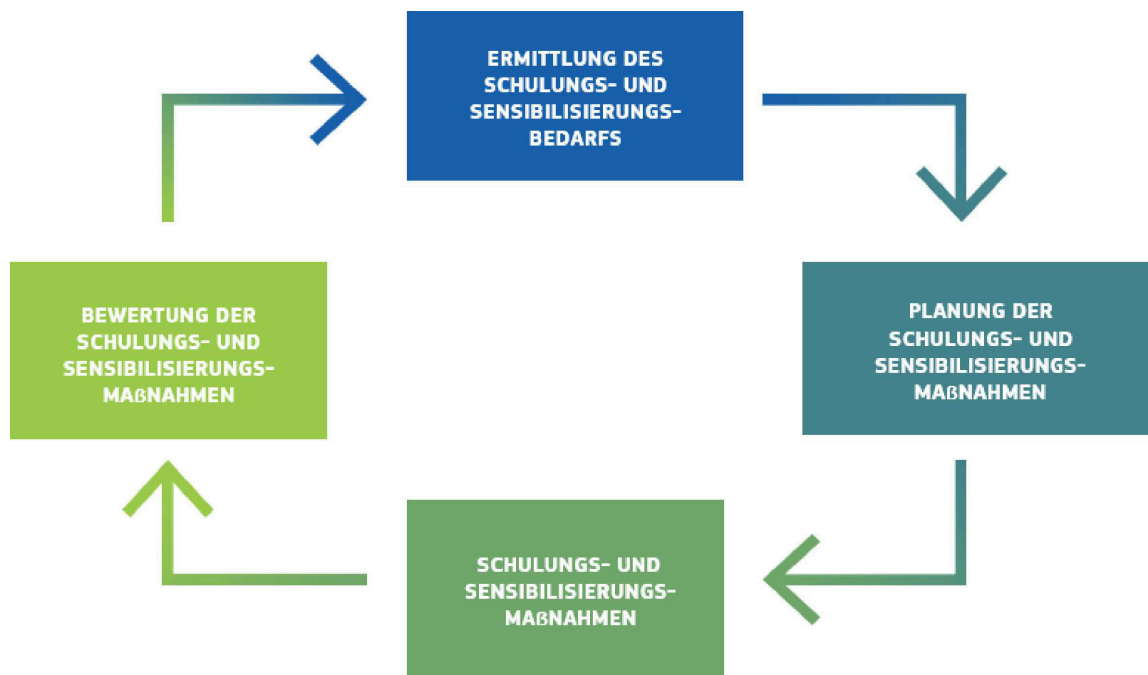 ERMITTLUNG DES
SCHULUNGS- UND
SENSIBILISIERUNGS-
BEDARFS
PLANUNG DER
SCHULUNGS- UND
SENSIBILISIERUNGS-
MAßNAHMEN
SCHULUNGS- UND
SENSIBILISIERUNGS-
MAßNAHMEN
BEWERTUNG DER
SCHULUNGS- UND
SENSIBILISIERUNGS-
MAßNAHMEN